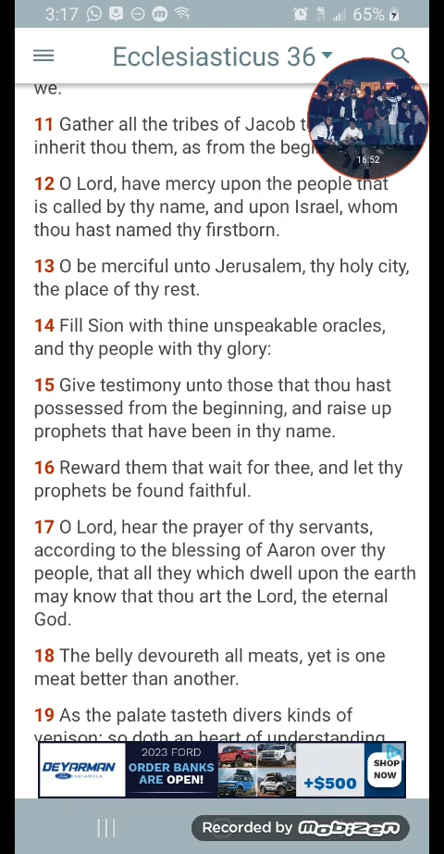 3:17 65%
Ecclesiasticus 36
we.
11 Gather all the tribes of Jacob
inherit thou them, as from the
16:52
12 O Lord, have mercy upon the people that
is called by thy name, and upon Israel, whom
thou hast named thy firstborn.
13 O be merciful unto Jerusalem, thy holy city,
the place of thy rest.
14 Fill Sion with thine unspeakable oracles,
and thy people with thy glory:
15 Give testimony unto those that thou hast
possessed from the beginning, and raise up
prophets that have been in thy name.
16 Reward them that wait for thee, and let thy
prophets be found faithful.
17 O Lord, hear the prayer of thy servants,
according to the blessing of Aaron over thy
people, that all they which dwell upon the earth
may know that thou art the Lord, the eternal
God.
18 The belly devoureth all meats, yet is one
meat better than another.
19 As the palate tasteth divers kinds of
venison: so doth an heart of understanding
DEYARMAN
Ford INDIANOLA
2023 FORD
ORDER BANKS
ARE OPEN!
+$500
SHOP
NOW
Recorded by mobizen